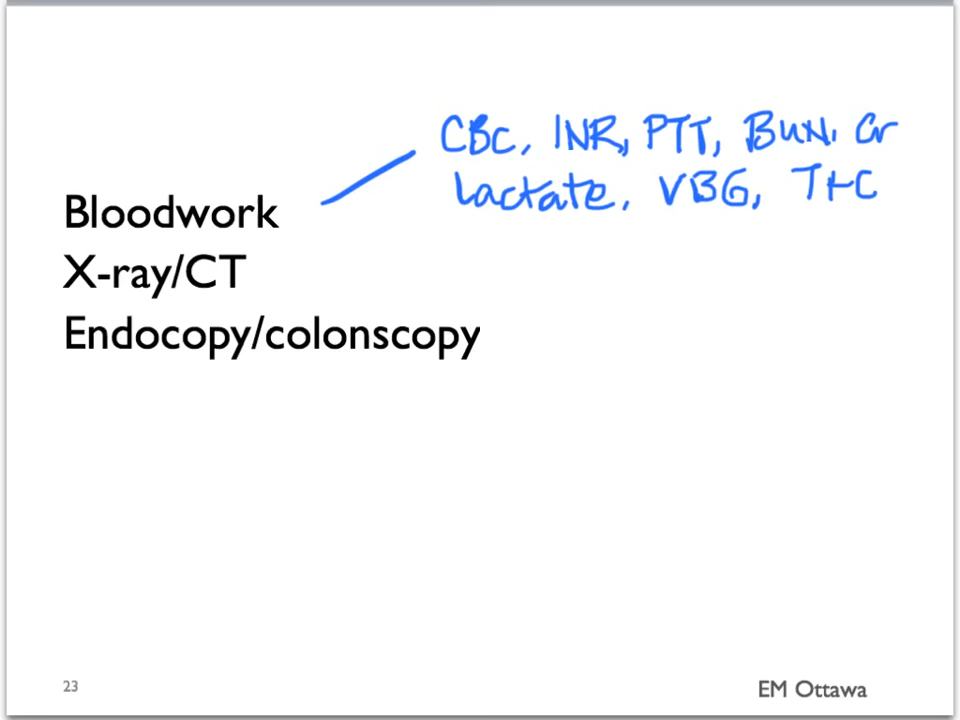 CBC, INR, PTT, BUN, Cr
Lactate, VBG, T+C
Bloodwork
X-ray/CT
Endocopy/colonscopy
23
EM Ottawa